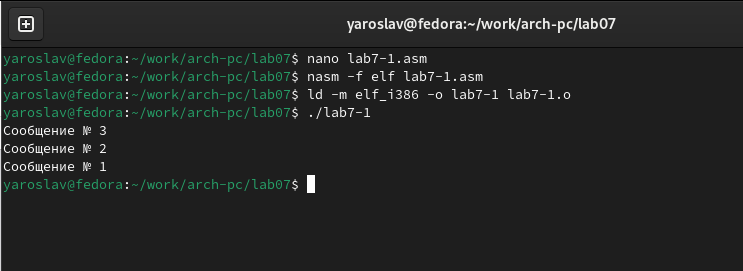 yaroslav@fedora:~/work/arch-pc/lab07
yaroslav@fedora:~/work/arch-pc/lab07$ nano lab7-1.asm
yaroslav@fedora:~/work/arch-pc/lab07$ nasm -f elf lab7-1.asm
yaroslav@fedora:~/work/arch-pc/lab07$ ld -m elf_i386 -o lab7-1 lab7-1.o
yaroslav@fedora:~/work/arch-pc/lab07$ ./lab7-1
Сообщение № 3
Сообщение № 2
Сообщение № 1
yaroslav@fedora:~/work/arch-pc/lab07$